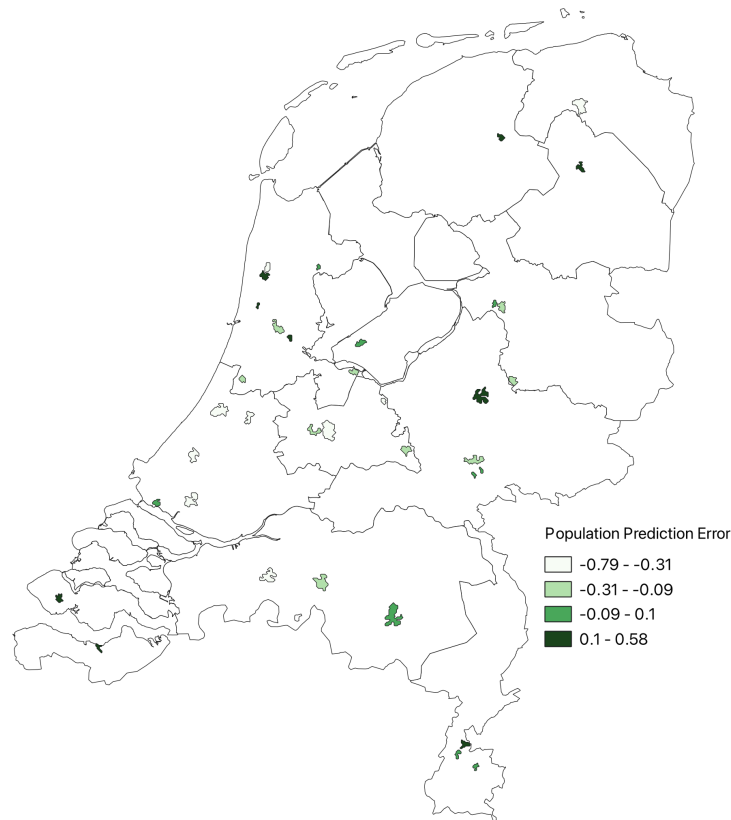 Population Prediction Error
-0.79 - -0.31
-0.31 - -0.09
-0.09 - 0.1
0.1 - 0.58